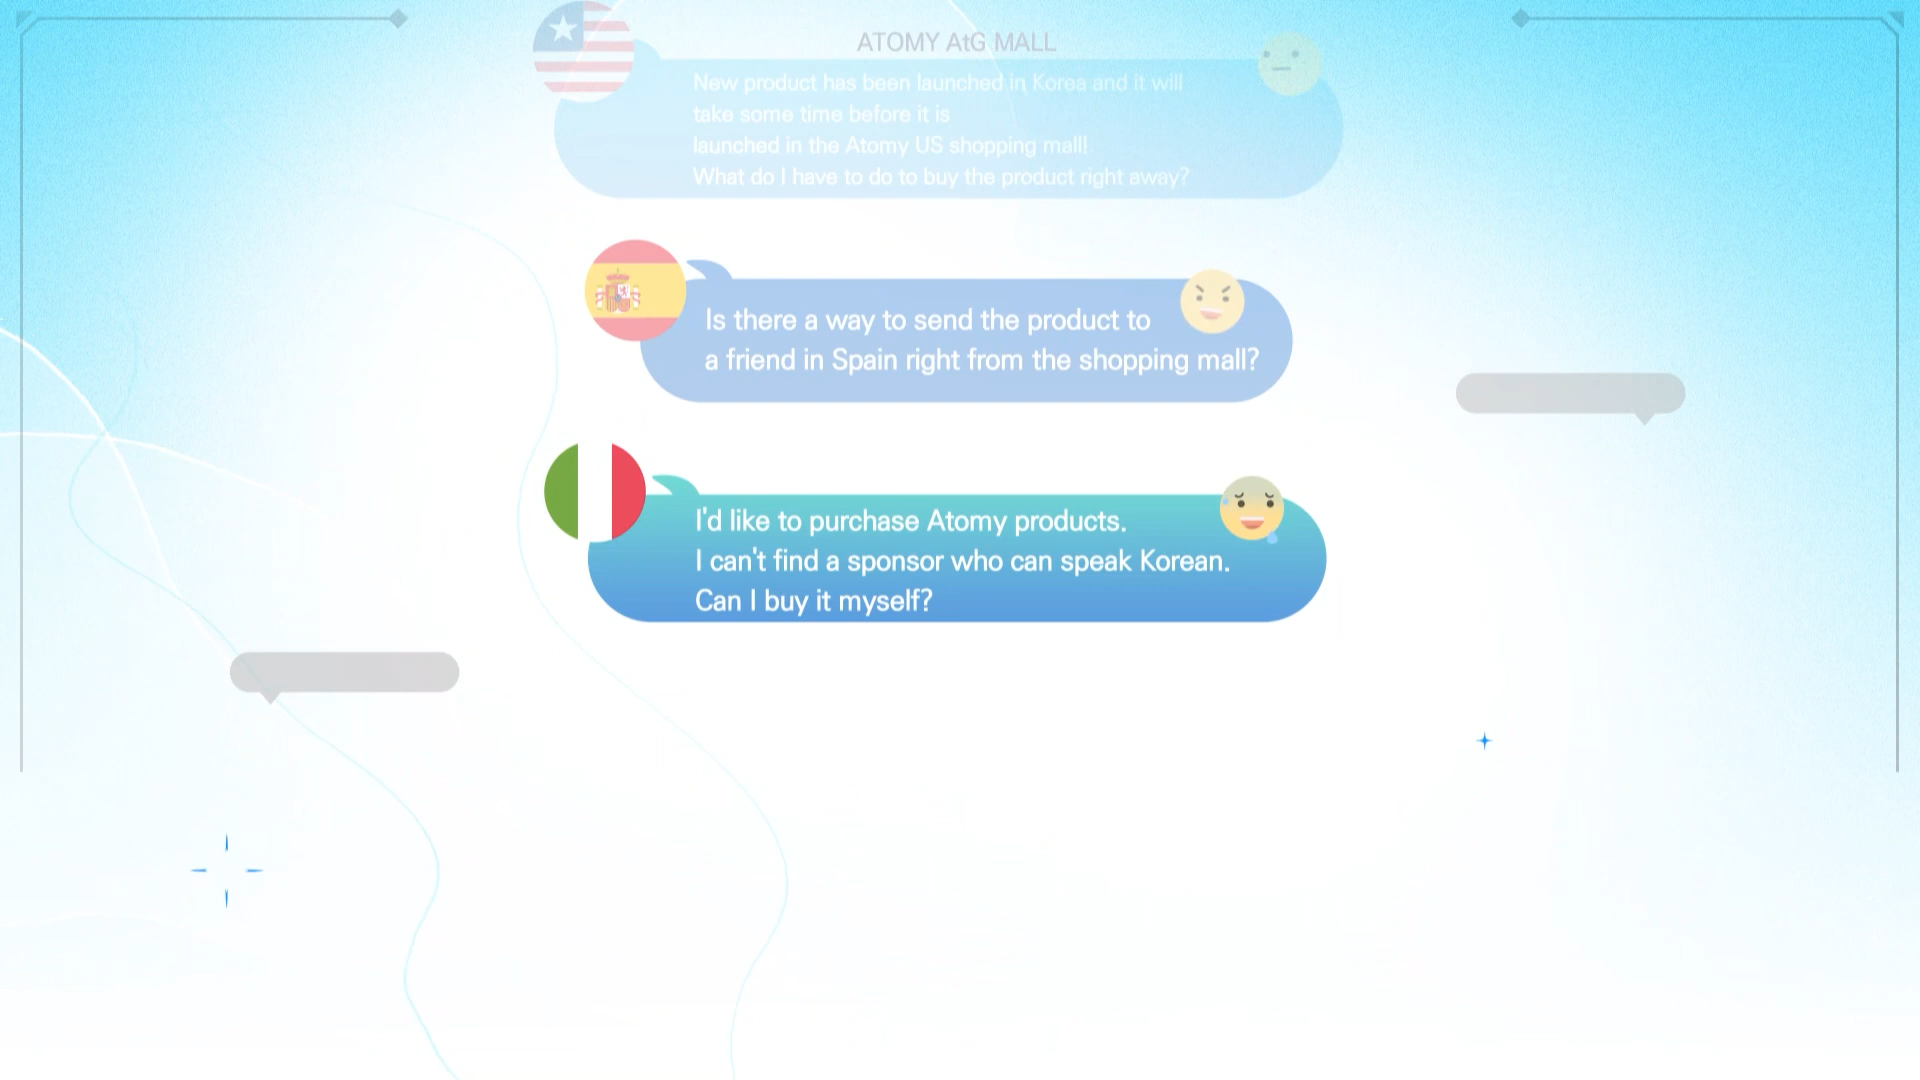 ATOMY AtG MALL
New product has been launched in Korea and it will
take some time before it is
launched in the Atomy US shopping mall!
What do I have to do to buy the product right away?
Is there a way to send the product to
a friend in Spain right from the shopping mall?
I'd like to purchase Atomy products.
I can't find a sponsor who can speak Korean.
Can I buy it myself?